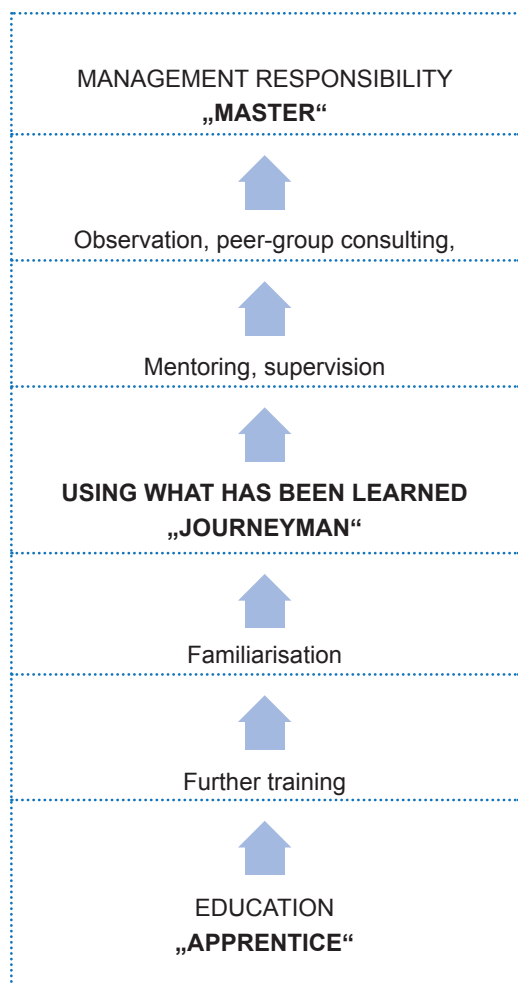 MANAGEMENT RESPONSIBILITY
„MASTER“
Observation, peer-group consulting,
Mentoring, supervision
USING WHAT HAS BEEN LEARNED
„JOURNEYMAN“
Familiarisation
Further training
EDUCATION
„APPRENTICE“